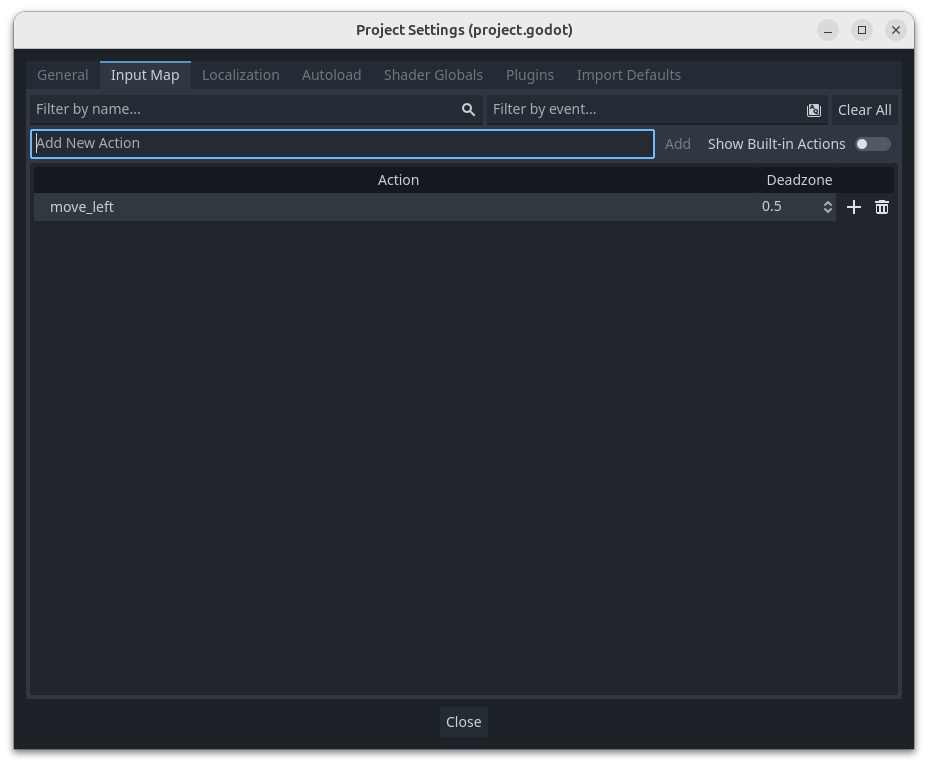 Project Settings (project.godot)
General Input Map Localization Autoload Shader Globals Plugins Import Defaults
Filter by name... Filter by event... Clear All
Add New Action Add Show Built-in Actions
Action Deadzone
move_left 0.5
Close